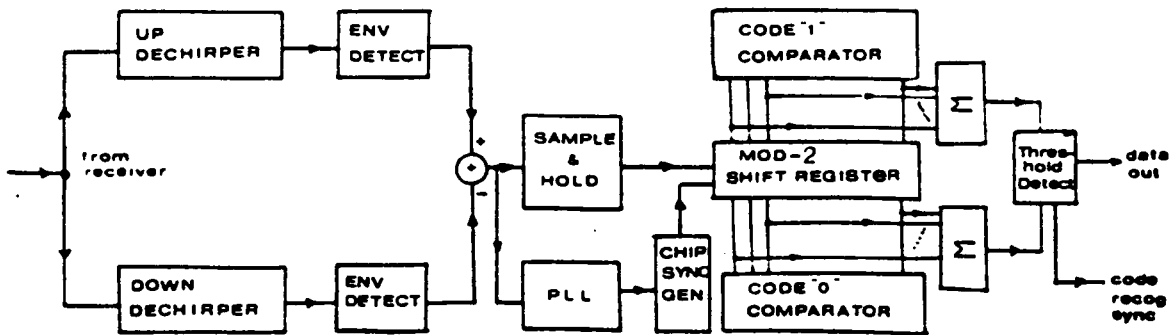 UP
DECHIRPER
ENV
DETECT
CODE "1"
COMPARATOR
from
receiver
+
+
-
SAMPLE
&
HOLD
MOD-2
SHIFT REGISTER
Σ
Thres-
hold
Detect
data
out
DOWN
DECHIRPER
ENV
DETECT
PLL
CHIP
SYNC
GEN
CODE "0"
COMPARATOR
Σ
code
recog
sync